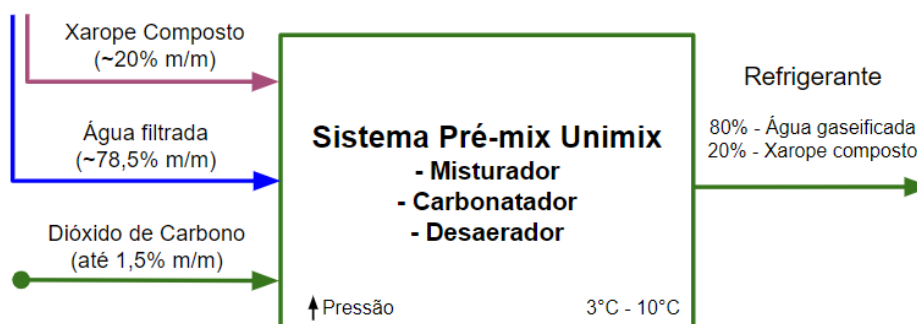 Xarope Composto
(~20% m/m)
Água filtrada
(~78,5% m/m)
Dióxido de Carbono
(até 1,5% m/m)
Sistema Pré-mix Unimix
- Misturador
- Carbonatador
- Desaerador
Pressão
3°C - 10°C
Refrigerante
80% - Água gaseificada
20% - Xarope composto